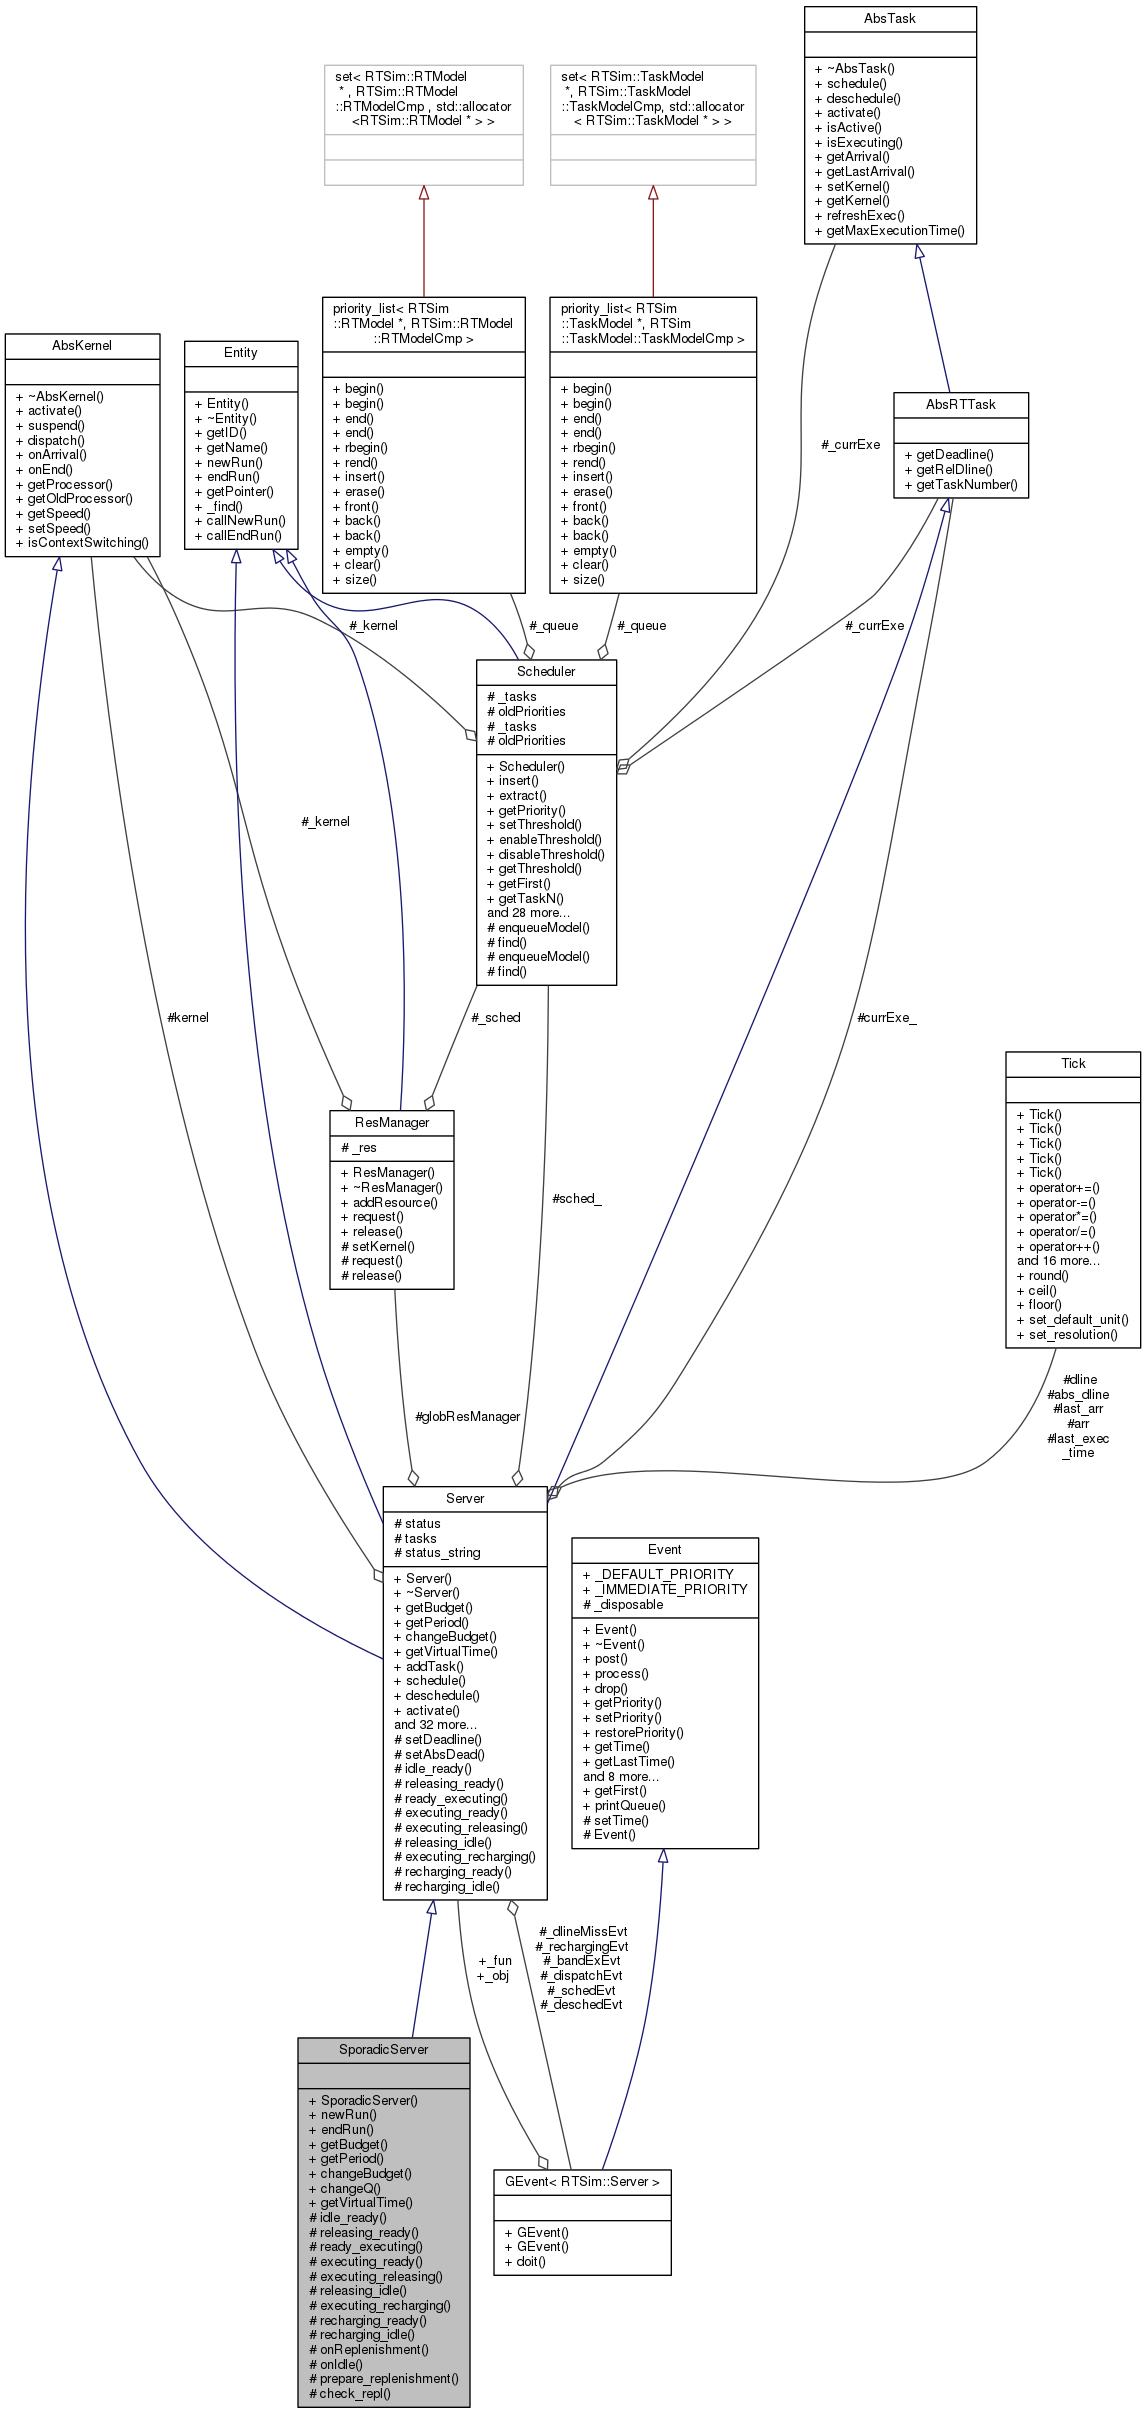 AbsTask
+ ~AbsTask()
+ schedule()
+ deschedule()
+ activate()
+ isActive()
+ isExecuting()
+ getArrival()
+ getLastArrival()
+ setKernel()
+ getKernel()
+ refreshExec()
+ getMaxExecutionTime()
set< RTSim::RTModel
* , RTSim::RTModel
::RTModelCmp , std::allocator
<RTSim::RTModel * > >
set< RTSim::TaskModel
*, RTSim::TaskModel
::TaskModelCmp, std::allocator
< RTSim::TaskModel * > >
priority_list< RTSim
::RTModel *, RTSim::RTModel
::RTModelCmp >
+ begin()
+ begin()
+ end()
+ end()
+ rbegin()
+ rend()
+ insert()
+ erase()
+ front()
+ back()
+ back()
+ empty()
+ clear()
+ size()
priority_list< RTSim
::TaskModel *, RTSim
::TaskModel::TaskModelCmp >
+ begin()
+ begin()
+ end()
+ end()
+ rbegin()
+ rend()
+ insert()
+ erase()
+ front()
+ back()
+ back()
+ empty()
+ clear()
+ size()
AbsKernel
+ ~AbsKernel()
+ activate()
+ suspend()
+ dispatch()
+ onArrival()
+ onEnd()
+ getProcessor()
+ getOldProcessor()
+ getSpeed()
+ setSpeed()
+ isContextSwitching()
Entity
+ Entity()
+ ~Entity()
+ getID()
+ getName()
+ newRun()
+ endRun()
+ getPointer()
+ _find()
+ callNewRun()
+ callEndRun()
AbsRTTask
+ getDeadline()
+ getRelDline()
+ getTaskNumber()
#_currExe
#_kernel
#_queue
#_queue
#_currExe
Scheduler
# _tasks
# oldPriorities
# _tasks
# oldPriorities
+ Scheduler()
+ insert()
+ extract()
+ getPriority()
+ setThreshold()
+ enableThreshold()
+ disableThreshold()
+ getThreshold()
+ getFirst()
+ getTaskN()
and 28 more...
# enqueueModel()
# find()
# enqueueModel()
# find()
#_kernel
#kernel
#_sched
#currExe_
ResManager
# _res
+ ResManager()
+ ~ResManager()
+ addResource()
+ request()
+ release()
# setKernel()
# request()
# release()
#sched_
Tick
+ Tick()
+ Tick()
+ Tick()
+ Tick()
+ Tick()
+ operator+=()
+ operator-=()
+ operator*=()
+ operator/=()
+ operator++()
and 16 more...
+ round()
+ ceil()
+ floor()
+ set_default_unit()
+ set_resolution()
#dline
#abs_dline
#last_arr
#arr
#last_exec
_time
#globResManager
Server
# status
# tasks
# status_string
+ Server()
+ ~Server()
+ getBudget()
+ getPeriod()
+ changeBudget()
+ getVirtualTime()
+ addTask()
+ schedule()
+ deschedule()
+ activate()
and 32 more...
# setDeadline()
# setAbsDead()
# idle_ready()
# releasing_ready()
# ready_executing()
# executing_ready()
# executing_releasing()
# releasing_idle()
# executing_recharging()
# recharging_ready()
# recharging_idle()
Event
+ _DEFAULT_PRIORITY
+ _IMMEDIATE_PRIORITY
# _disposable
+ Event()
+ ~Event()
+ post()
+ process()
+ drop()
+ getPriority()
+ setPriority()
+ restorePriority()
+ getTime()
+ getLastTime()
and 8 more...
+ getFirst()
+ printQueue()
# setTime()
# Event()
+_fun
+_obj
#_dlineMissEvt
#_rechargingEvt
#_bandExEvt
#_dispatchEvt
#_schedEvt
#_deschedEvt
SporadicServer
+ SporadicServer()
+ newRun()
+ endRun()
+ getBudget()
+ getPeriod()
+ changeBudget()
+ changeQ()
+ getVirtualTime()
# idle_ready()
# releasing_ready()
# ready_executing()
# executing_ready()
# executing_releasing()
# releasing_idle()
# executing_recharging()
# recharging_ready()
# recharging_idle()
# onReplenishment()
# onIdle()
# prepare_replenishment()
# check_repl()
GEvent< RTSim::Server >
+ GEvent()
+ GEvent()
+ doit()